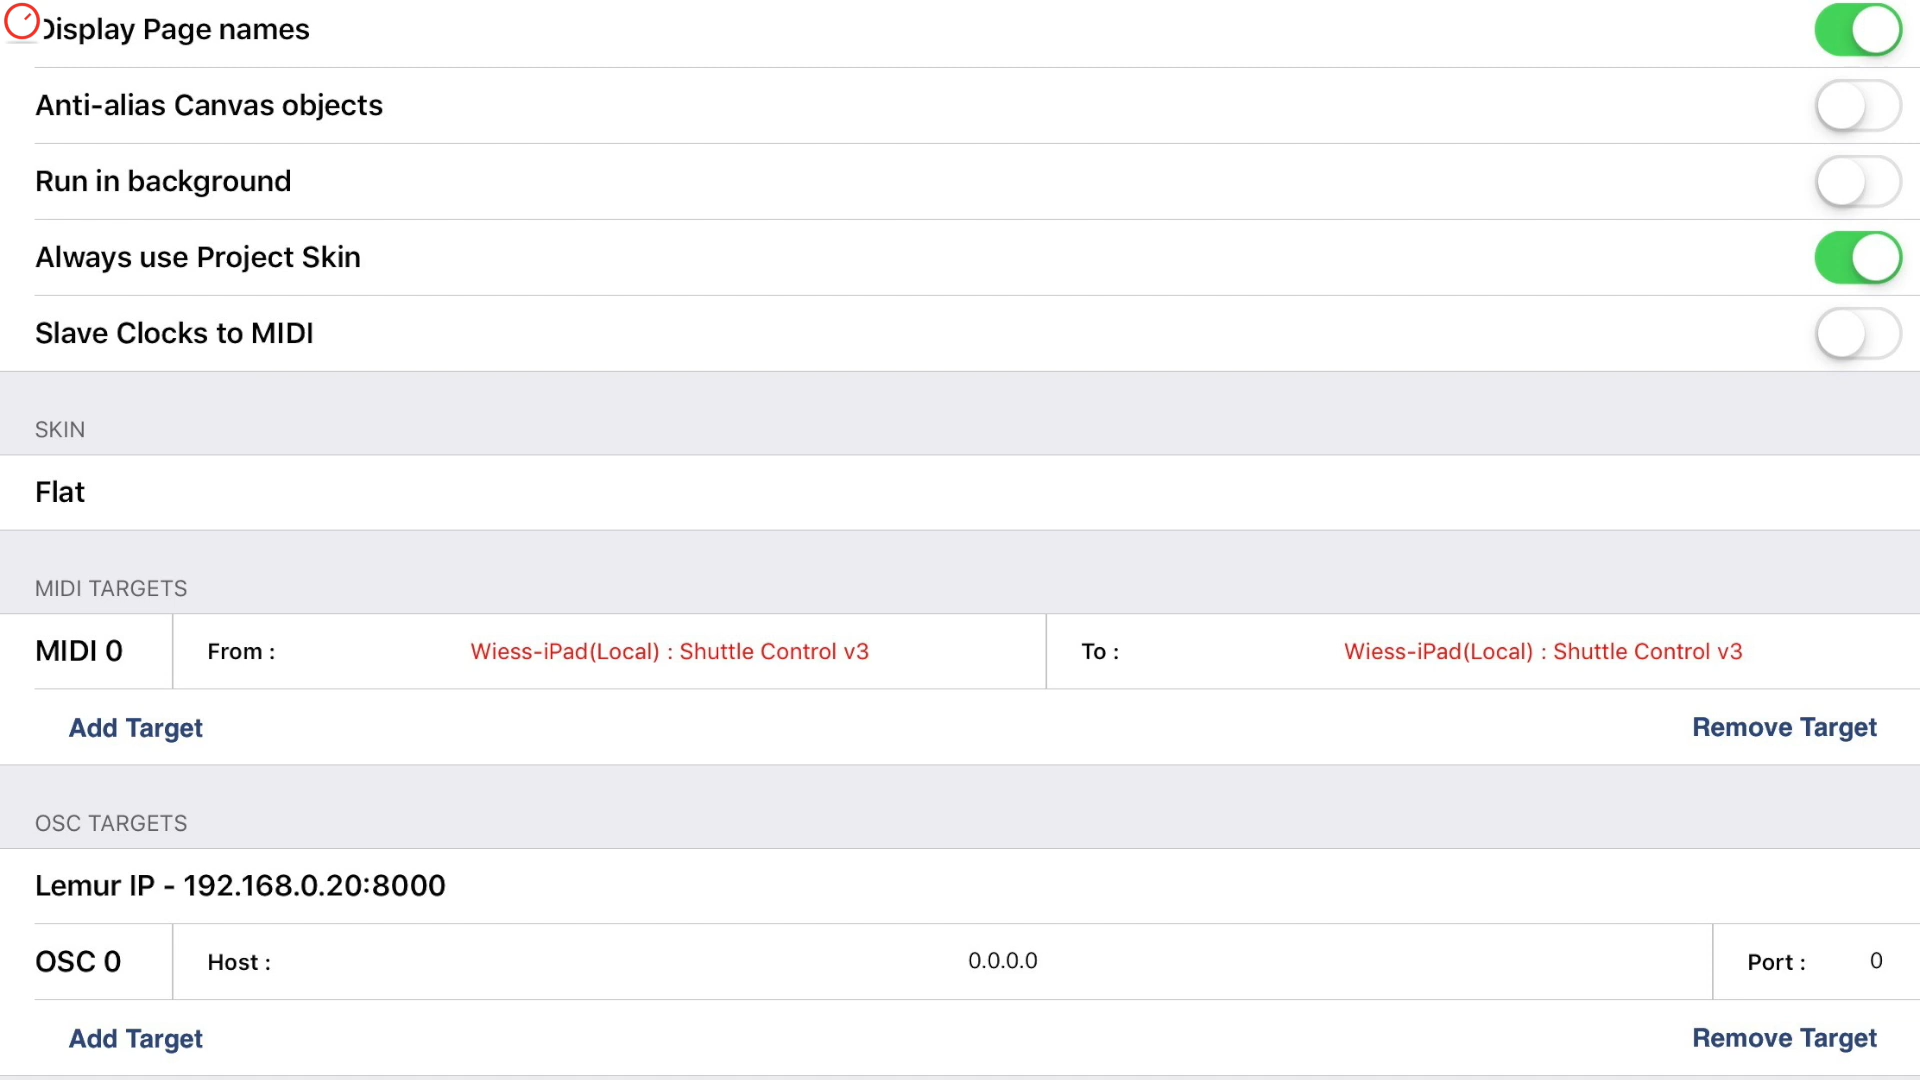 Display Page names
Anti-alias Canvas objects
Run in background
Always use Project Skin
Slave Clocks to MIDI
SKIN
Flat
MIDI TARGETS
MIDI 0 From : Wiess-iPad(Local) : Shuttle Control v3 To : Wiess-iPad(Local) : Shuttle Control v3
Add Target Remove Target
OSC TARGETS
Lemur IP - 192.168.0.20:8000
OSC 0 Host : 0.0.0.0 Port : 0
Add Target Remove Target